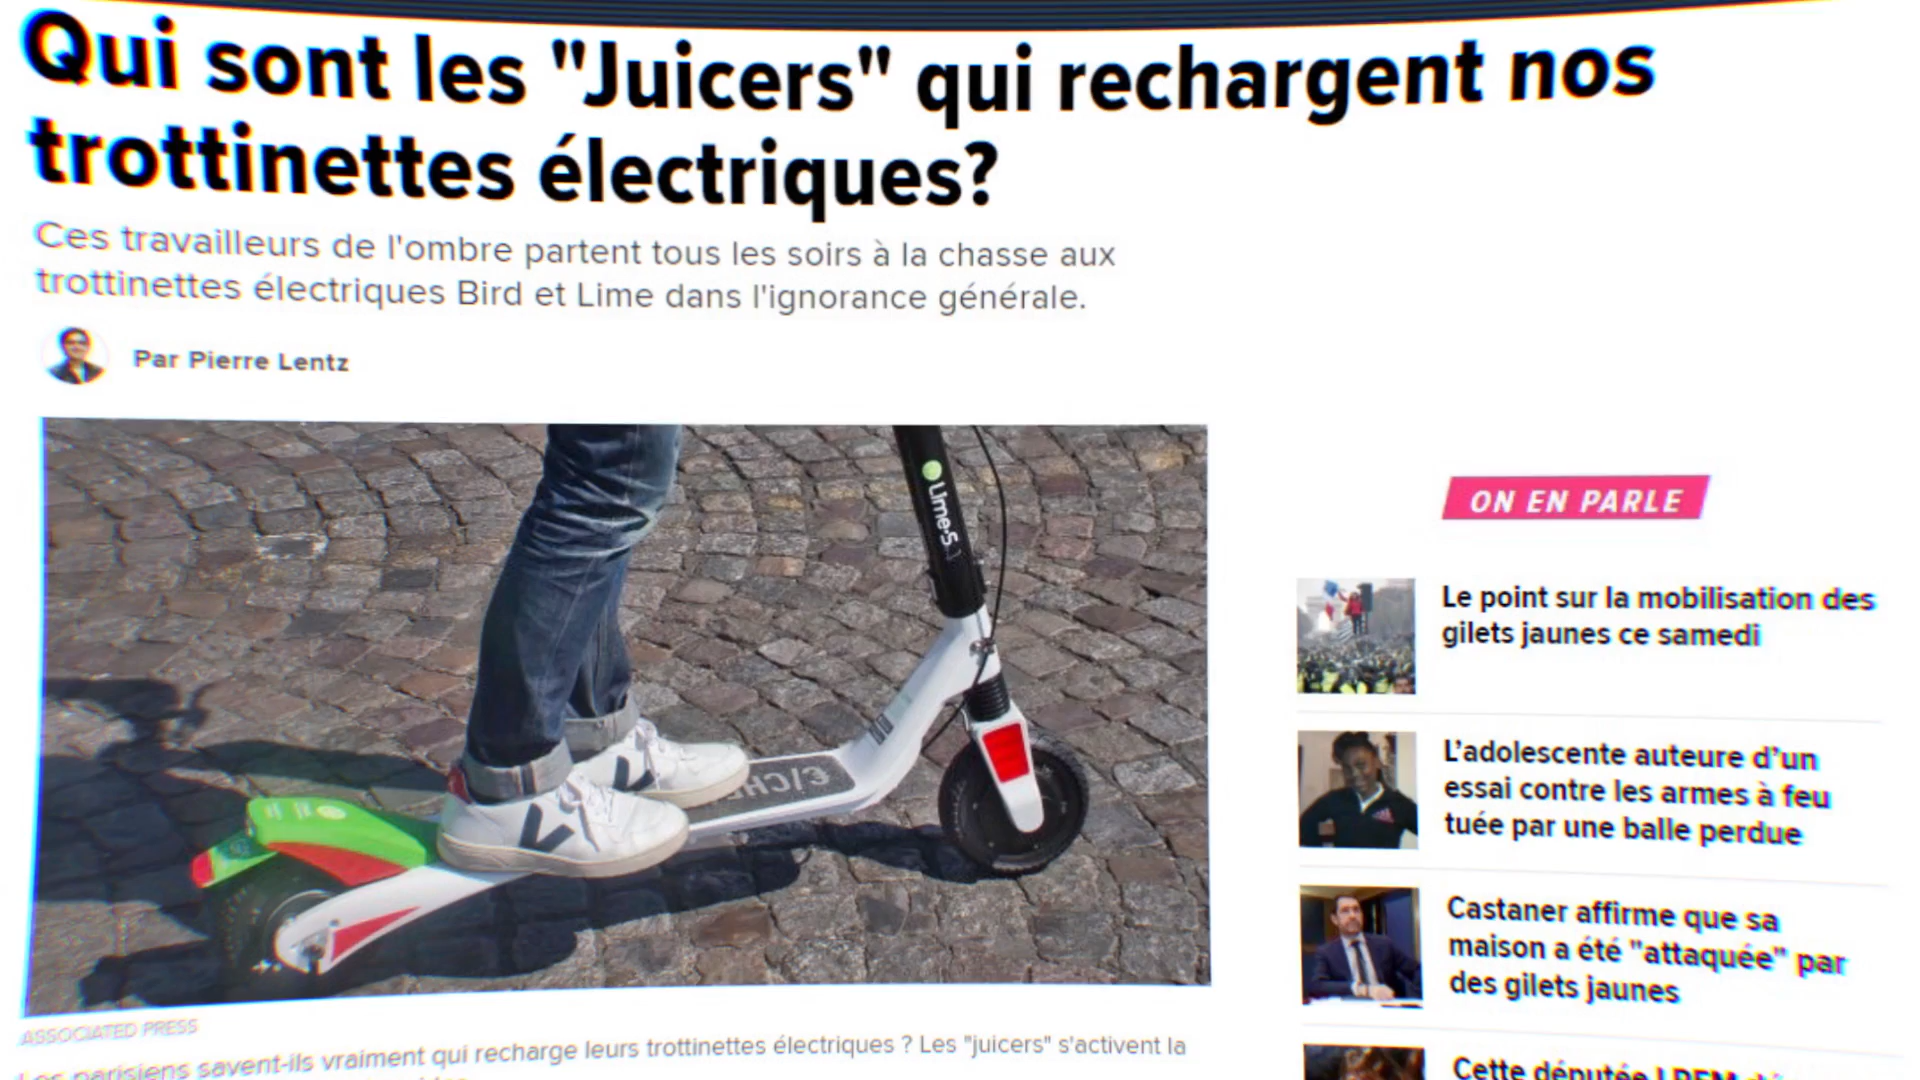 Qui sont les "Juicers" qui rechargent nos
trottinettes électriques?
Ces travailleurs de l'ombre partent tous les soirs à la chasse aux
trottinettes électriques Bird et Lime dans l'ignorance générale.
Par Pierre Lentz
Lime-S
ASSOCIATED PRESS
Les parisiens savent-ils vraiment qui recharge leurs trottinettes électriques ? Les "juicers" s'activent la
ON EN PARLE
Le point sur la mobilisation des
gilets jaunes ce samedi
L'adolescente auteure d'un
essai contre les armes à feu
tuée par une balle perdue
Castaner affirme que sa
maison a été "attaquée" par
des gilets jaunes
Cette députée LREM